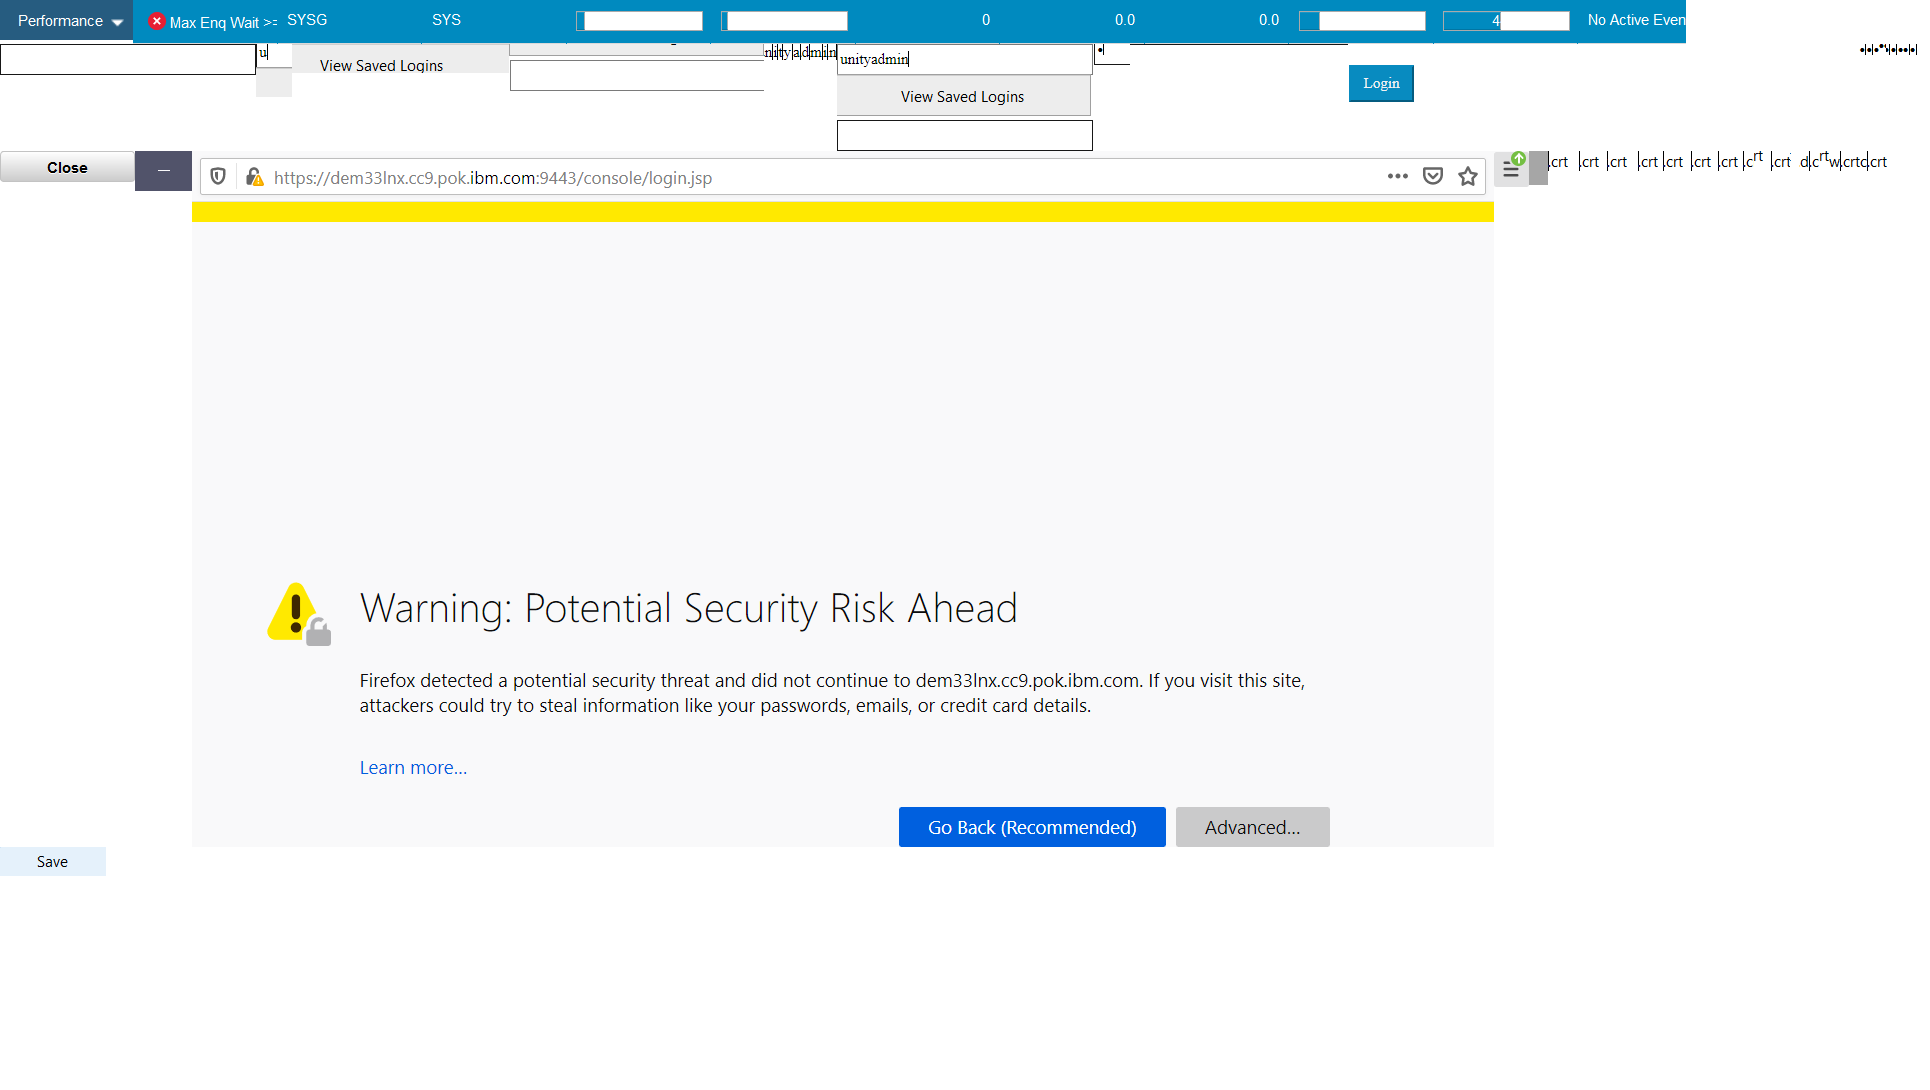 Performance Max Enq Wait >= SYSG SYS 0 0.0 0.0 4 No Active Even
u View Saved Logins nityadmin unityadmin
Login
View Saved Logins
Close https://dem33lnx.cc9.pok.ibm.com:9443/console/login.jsp .crt .crt .crt .crt .crt .crt .crt .crt .crt d.crtw.crtc.crt
Warning: Potential Security Risk Ahead
Firefox detected a potential security threat and did not continue to dem33lnx.cc9.pok.ibm.com. If you visit this site,
attackers could try to steal information like your passwords, emails, or credit card details.
Learn more...
Go Back (Recommended) Advanced...
Save